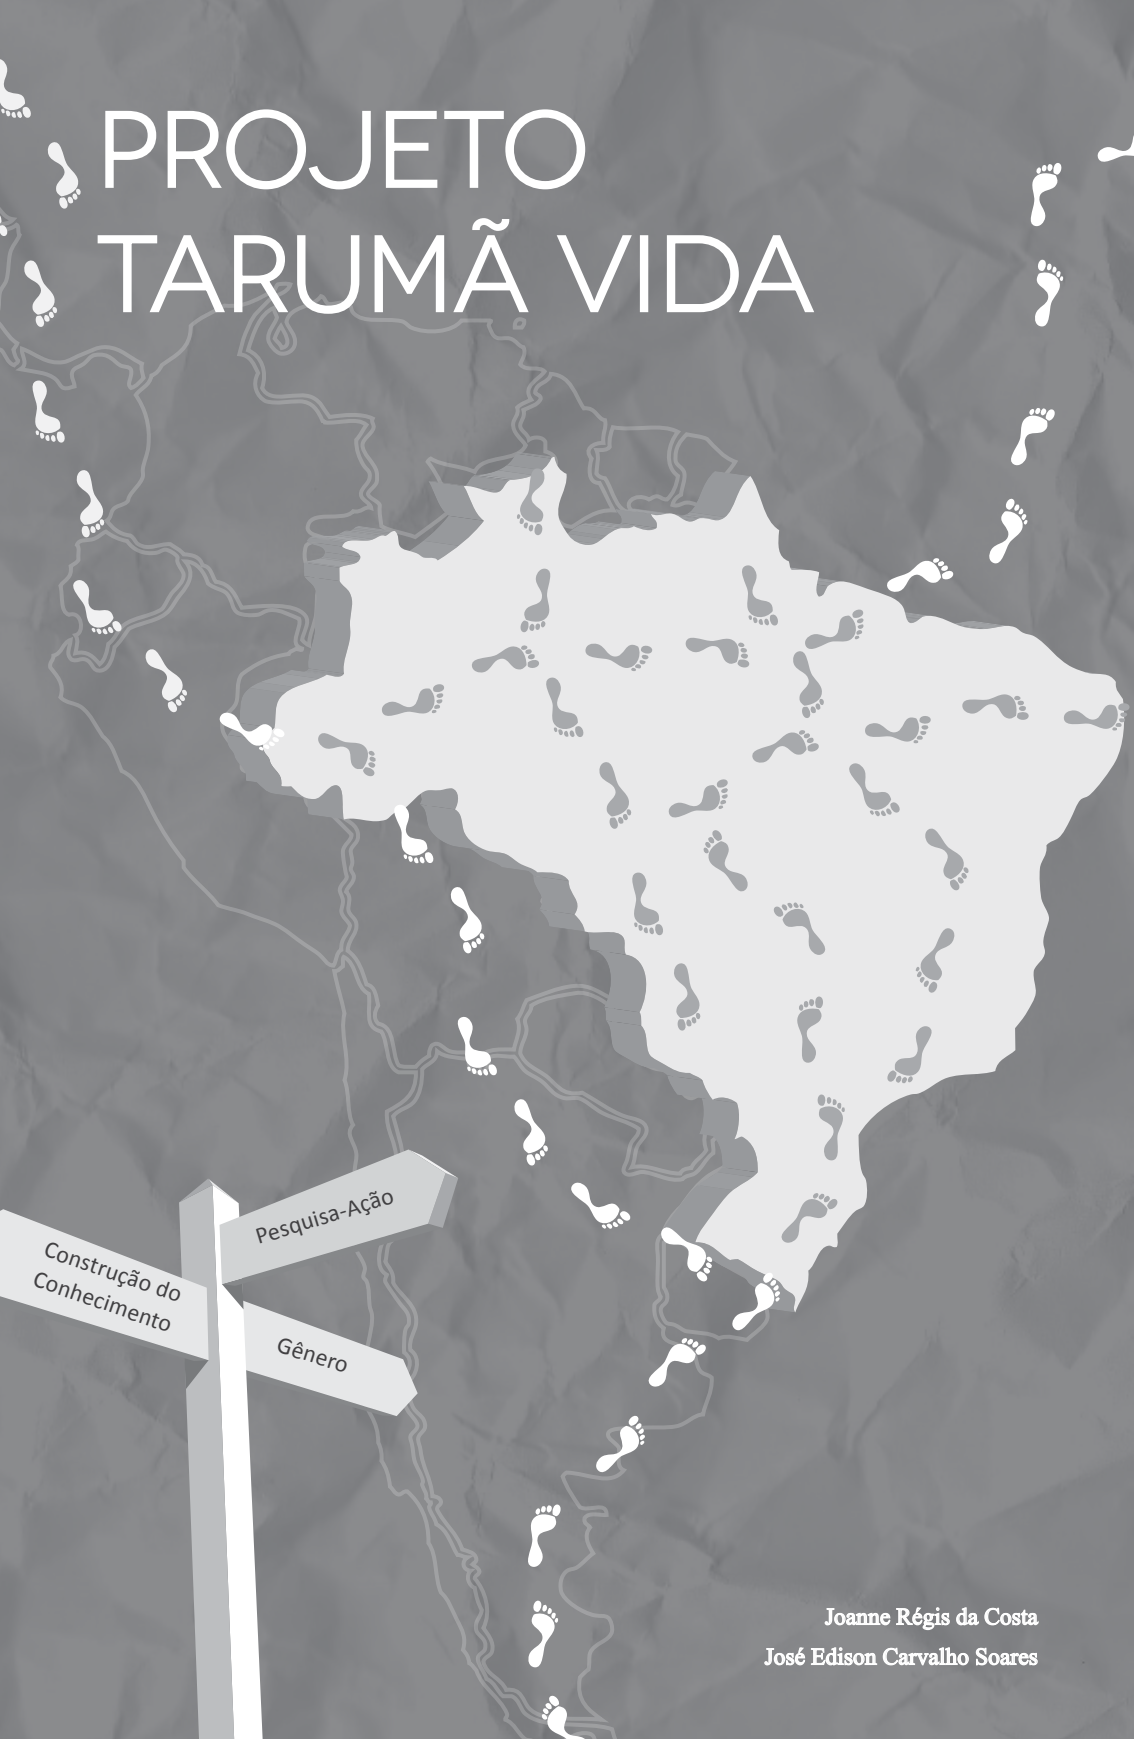 PROJETO
TARUMÃ VIDA
Pesquisa-Ação
Construção do
Conhecimento
Gênero
Joanne Régis da Costa
José Edison Carvalho Soares